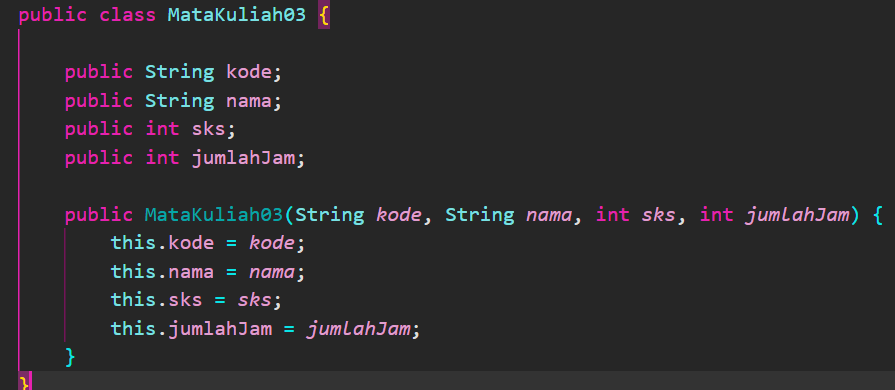 public class MataKuliah03 {
public String kode;
public String nama;
public int sks;
public int jumlahJam;
public MataKuliah03(String kode, String nama, int sks, int jumlahJam) {
this.kode = kode;
this.nama = nama;
this.sks = sks;
this.jumlahJam = jumlahJam;
}
}